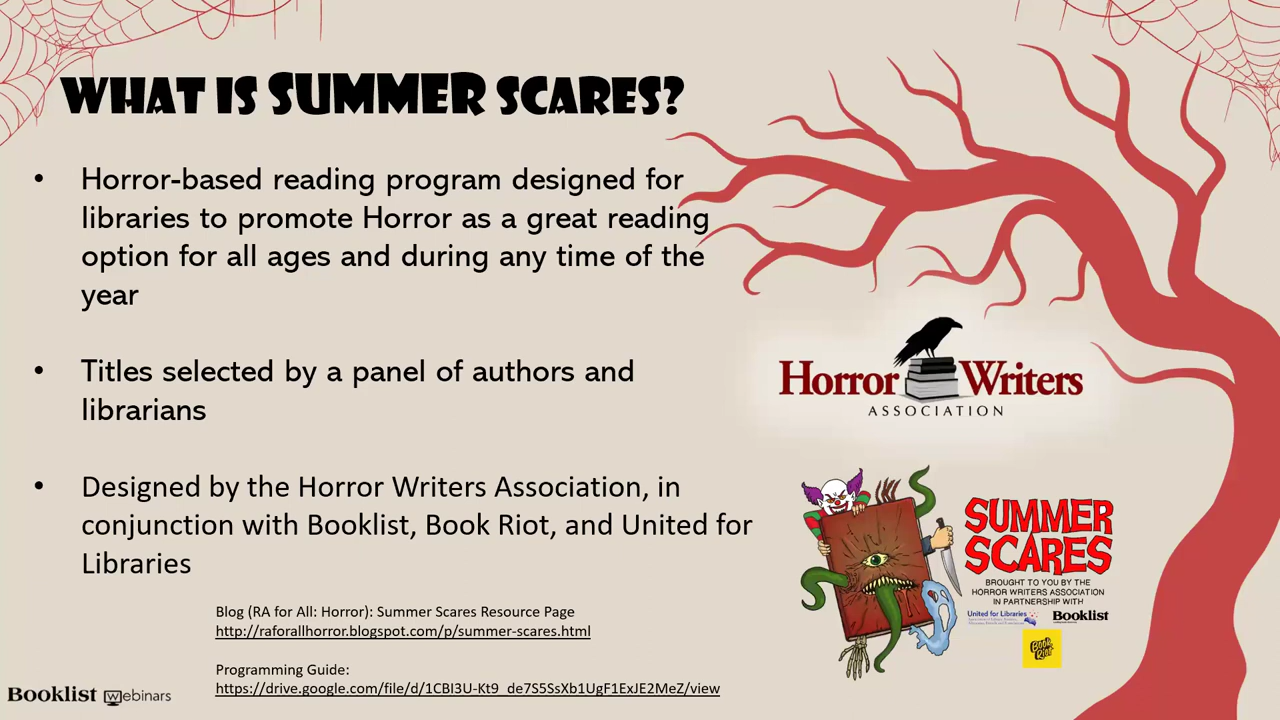 WHAT IS SUMMER SCARES?
• Horror-based reading program designed for
libraries to promote Horror as a great reading
option for all ages and during any time of the
year
• Titles selected by a panel of authors and
librarians
• Designed by the Horror Writers Association, in
conjunction with Booklist, Book Riot, and United for
Libraries
Blog (RA for All: Horror): Summer Scares Resource Page
http://raforallhorror.blogspot.com/p/summer-scares.html
Programming Guide:
https://drive.google.com/file/d/1CBI3U-Kt9_de7S5SsXb1UgF1ExJE2MeZ/view
Booklist webinars
Horror Writers
ASSOCIATION
SUMMER
SCARES
BROUGHT TO YOU BY THE
HORROR WRITERS ASSOCIATION
IN PARTNERSHIP WITH
United for Libraries
Booklist
Book
Riot